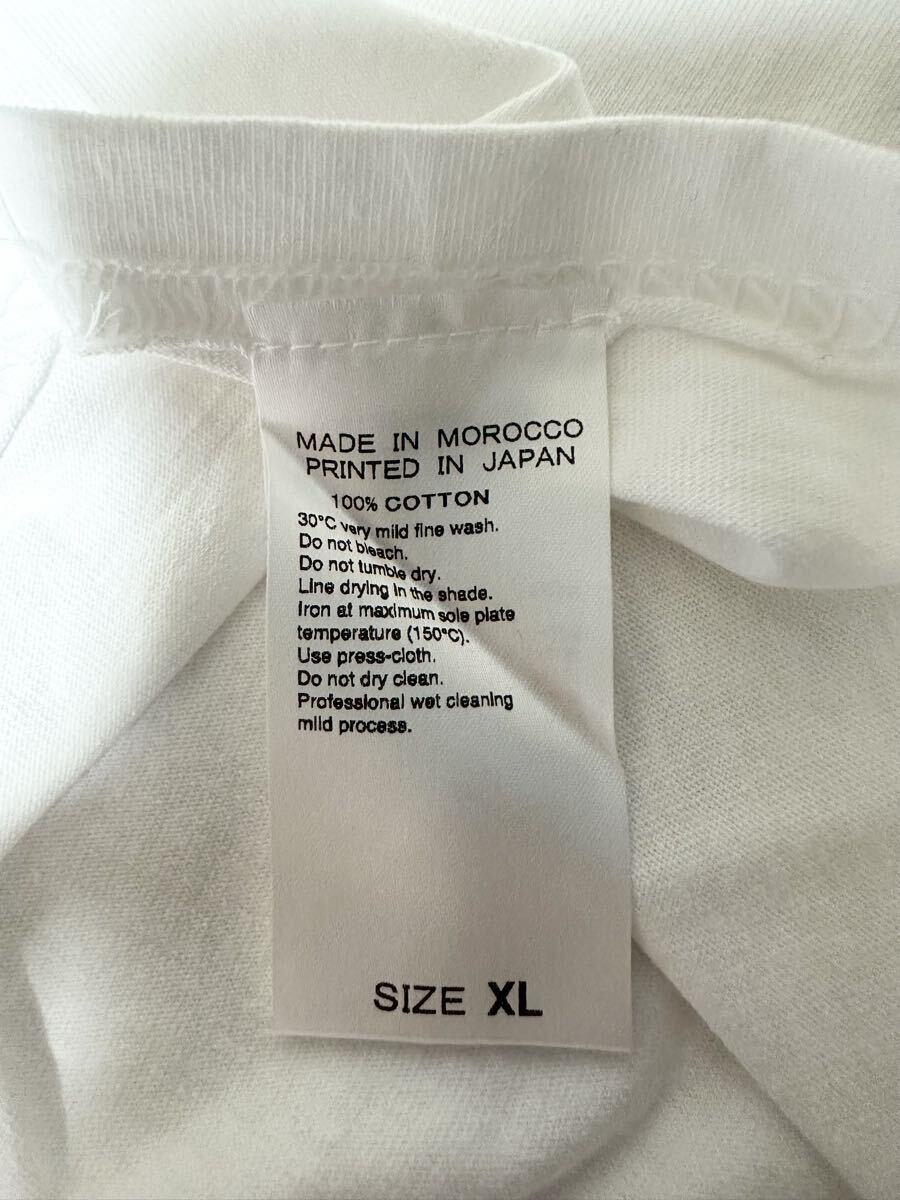 MADE IN MOROCCO
PRINTED IN JAPAN
100% COTTON
30°C very mild fine wash.
Do not bleach.
Do not tumble dry.
Line drying in the shade.
Iron at maximum sole plate
temperature (150°C).
Use press-cloth.
Do not dry clean.
Professional wet cleaning
mild process.
SIZE XL